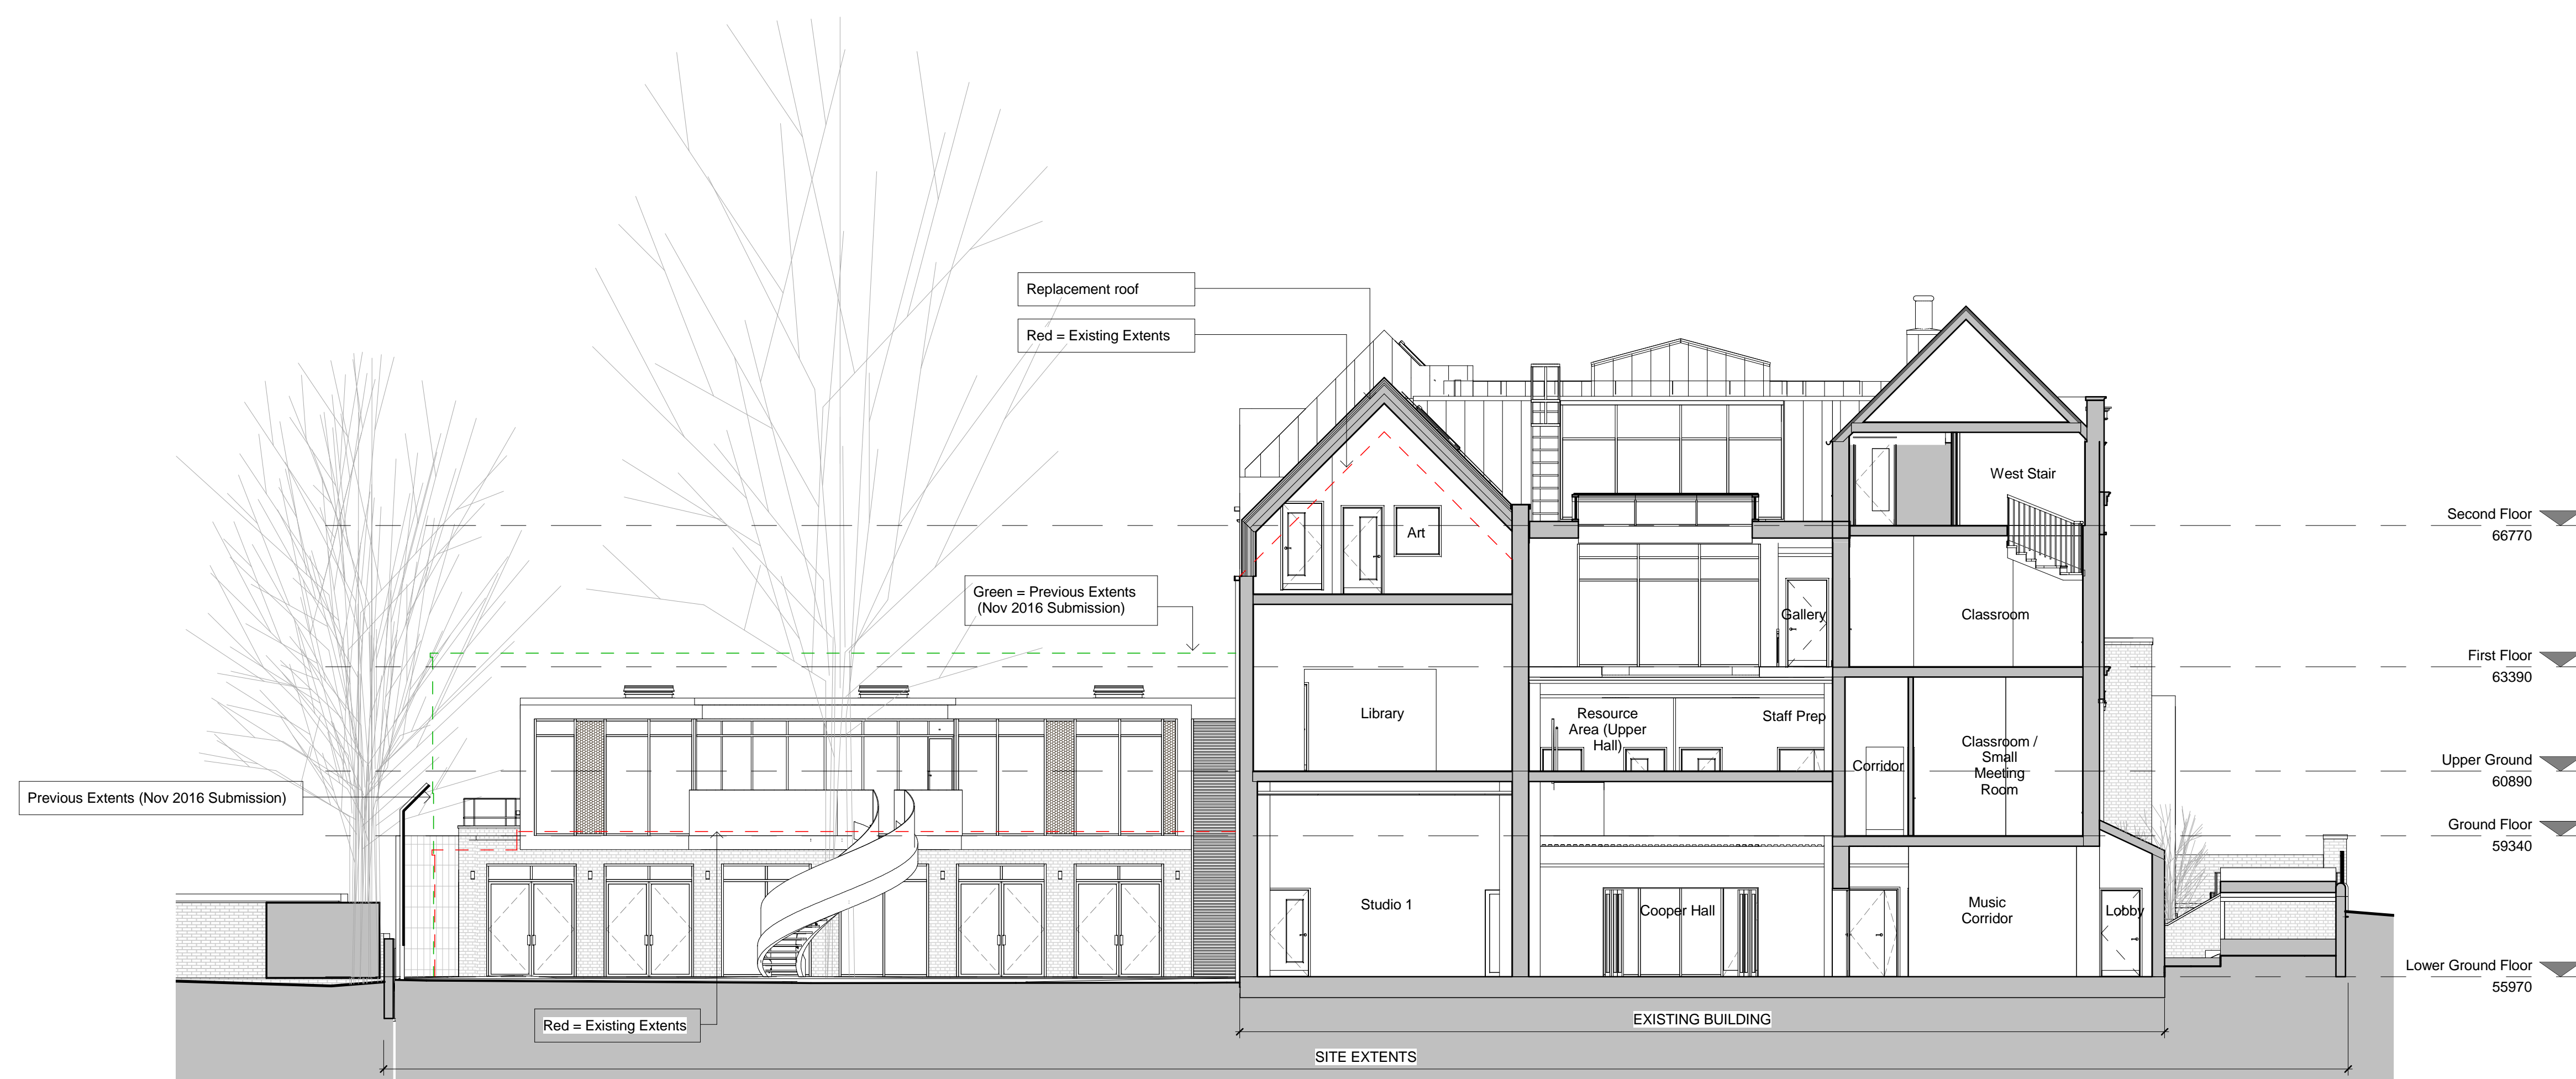 Replacement roof
Red = Existing Extents
West Stair
Second Floor
66770
Art
Green = Previous Extents
(Nov 2016 Submission)
Gallery
Classroom
First Floor
63390
Library
Resource
Area (Upper
Hall)
Staff Prep
Classroom /
Small
Meeting
Room
Corridor
Upper Ground
60890
Previous Extents (Nov 2016 Submission)
Ground Floor
59340
Studio 1
Cooper Hall
Music
Corridor
Lobby
Lower Ground Floor
55970
Red = Existing Extents
EXISTING BUILDING
SITE EXTENTS